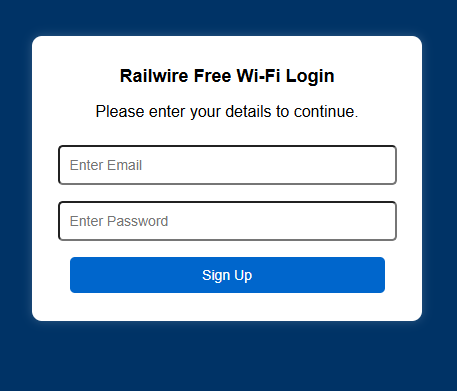 Railwire Free Wi-Fi Login
Please enter your details to continue.
Enter Email
Enter Password
Sign Up